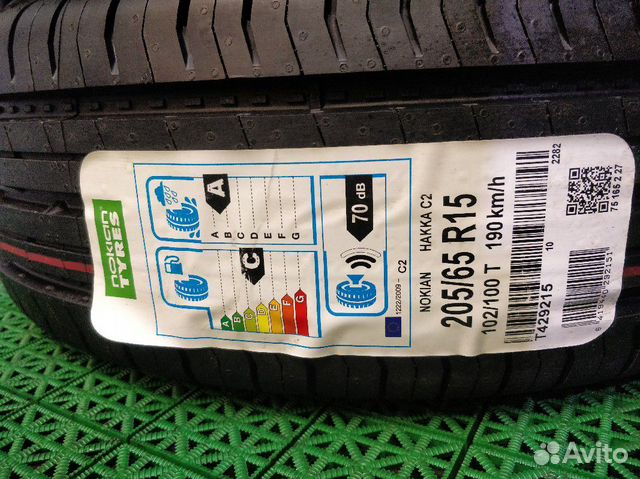 nokian
TYRES
A
A
B
C
D
E
F
G
C
A
B
C
D
E
F
G
70 dB
1222/2009 - C2
NOKIAN HAKKA C2
205/65 R15
102/100 T 190 km/h
T429215
10
2282
Avito